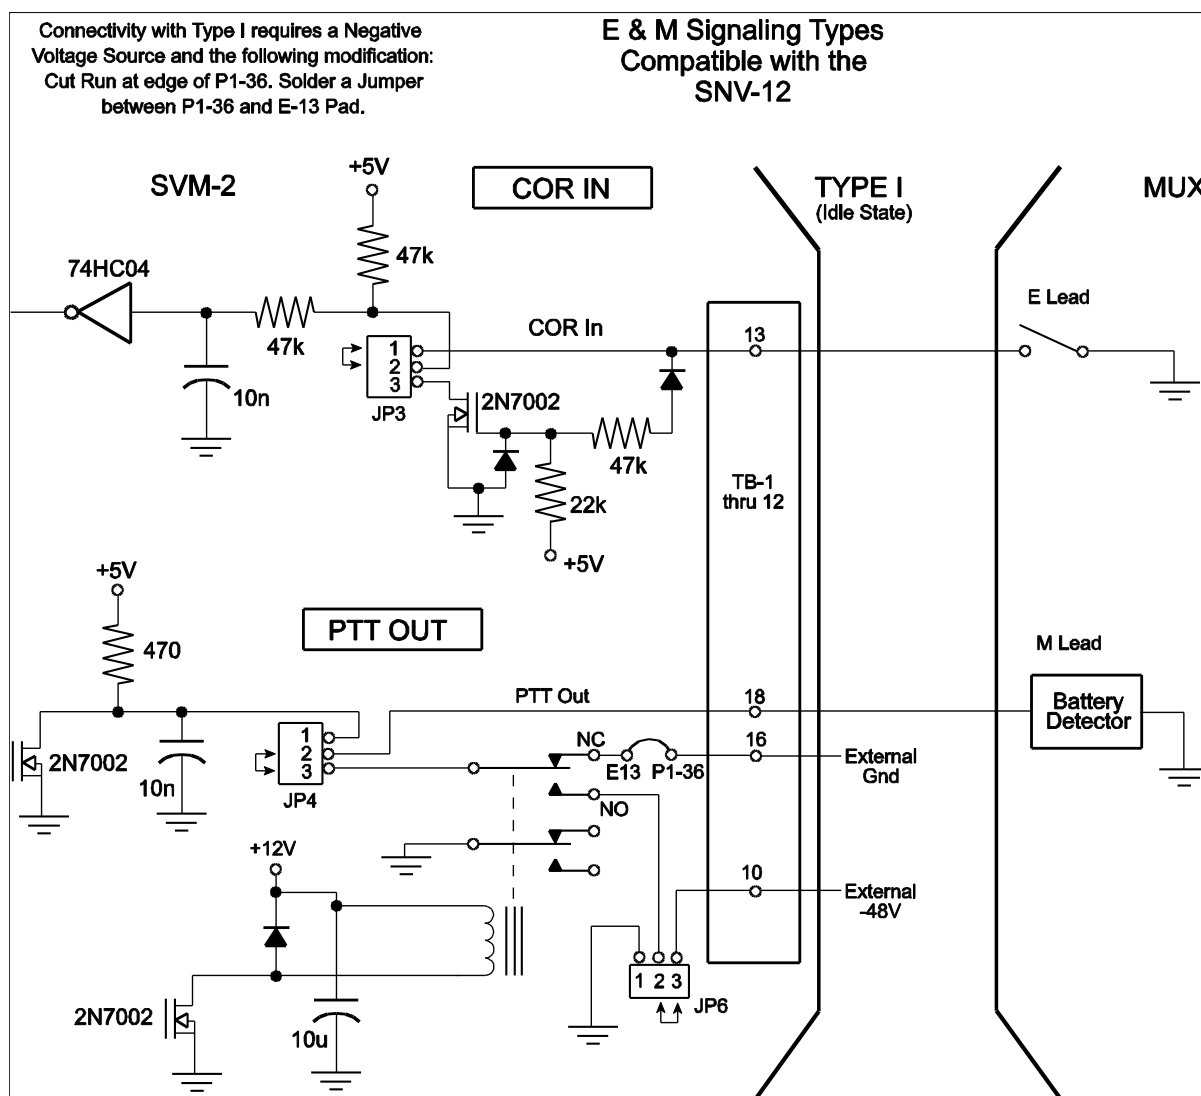 Connectivity with Type I requires a Negative
Voltage Source and the following modification:
Cut Run at edge of P1-36. Solder a Jumper
between P1-36 and E-13 Pad.
E & M Signaling Types
Compatible with the
SNV-12
SVM-2
+5V
COR IN
TYPE I
(Idle State)
MUX
47k
74HC04
E Lead
COR In
13
47k
1
2
3
JP3
10n
2N7002
47k
TB-1
thru 12
22k
+5V
+5V
PTT OUT
470
M Lead
PTT Out
18
Battery
Detector
1
2
3
JP4
2N7002
10n
NC
E13
P1-36
16
External
Gnd
NO
+12V
10
External
-48V
1 2 3
JP6
2N7002
10u